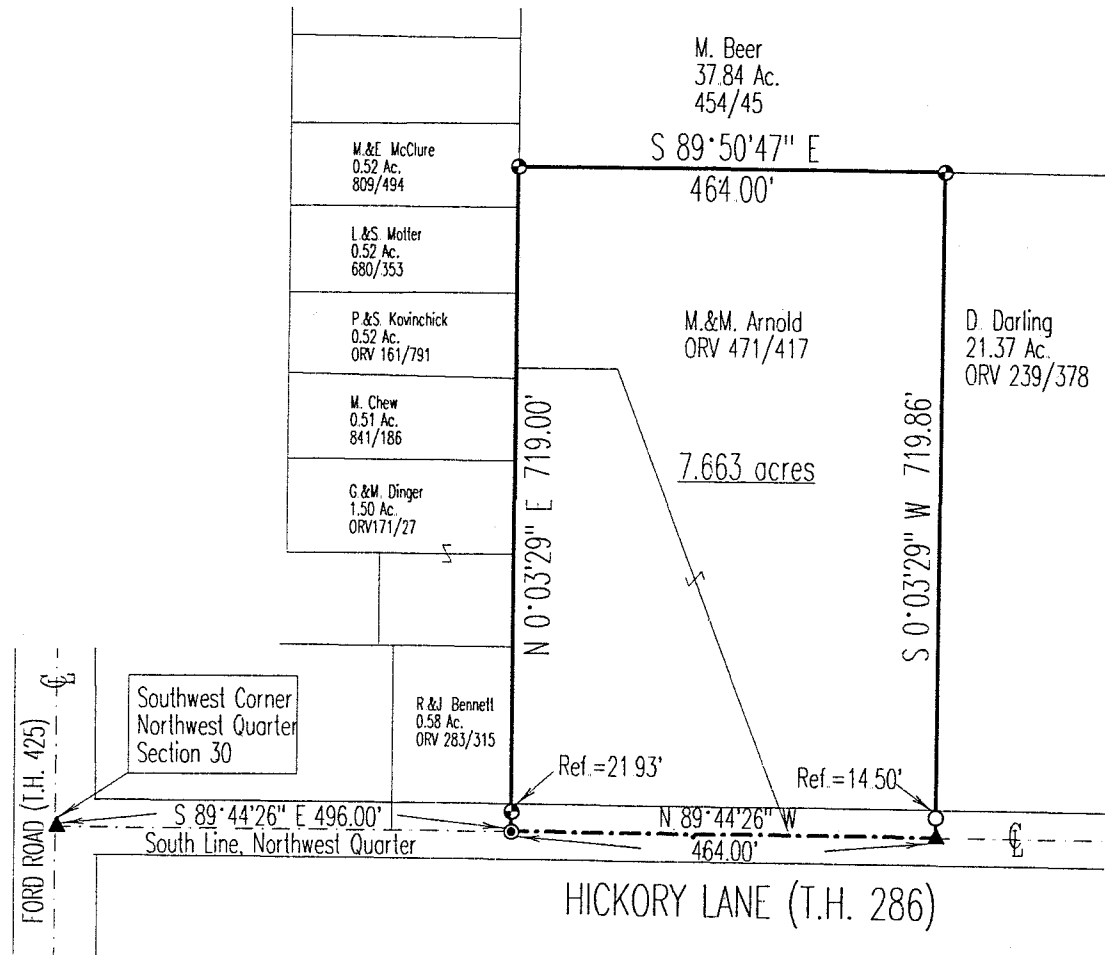 M. Beer
37.84 Ac.
454/45
S 89°50'47" E
464.00'
M.&E. McClure
0.52 Ac.
809/494
L.&S. Motter
0.52 Ac.
680/353
P.&S. Kovinchick
0.52 Ac.
ORV 161/791
M. Chew
0.51 Ac.
841/186
G.&M. Dinger
1.50 Ac.
ORV171/27
M.&M. Arnold
ORV 471/417
D. Darling
21.37 Ac.
ORV 239/378
N 0°03'29" E 719.00'
7.663 acres
S 0°03'29" W 719.86'
Southwest Corner
Northwest Quarter
Section 30
R.&J. Bennett
0.58 Ac.
ORV 283/315
Ref.=21.93'
Ref.=14.50'
FORD ROAD (T.H. 425)
CL
S 89°44'26" E 496.00'
South Line, Northwest Quarter
N 89°44'26" W
464.00'
CL
HICKORY LANE (T.H. 286)